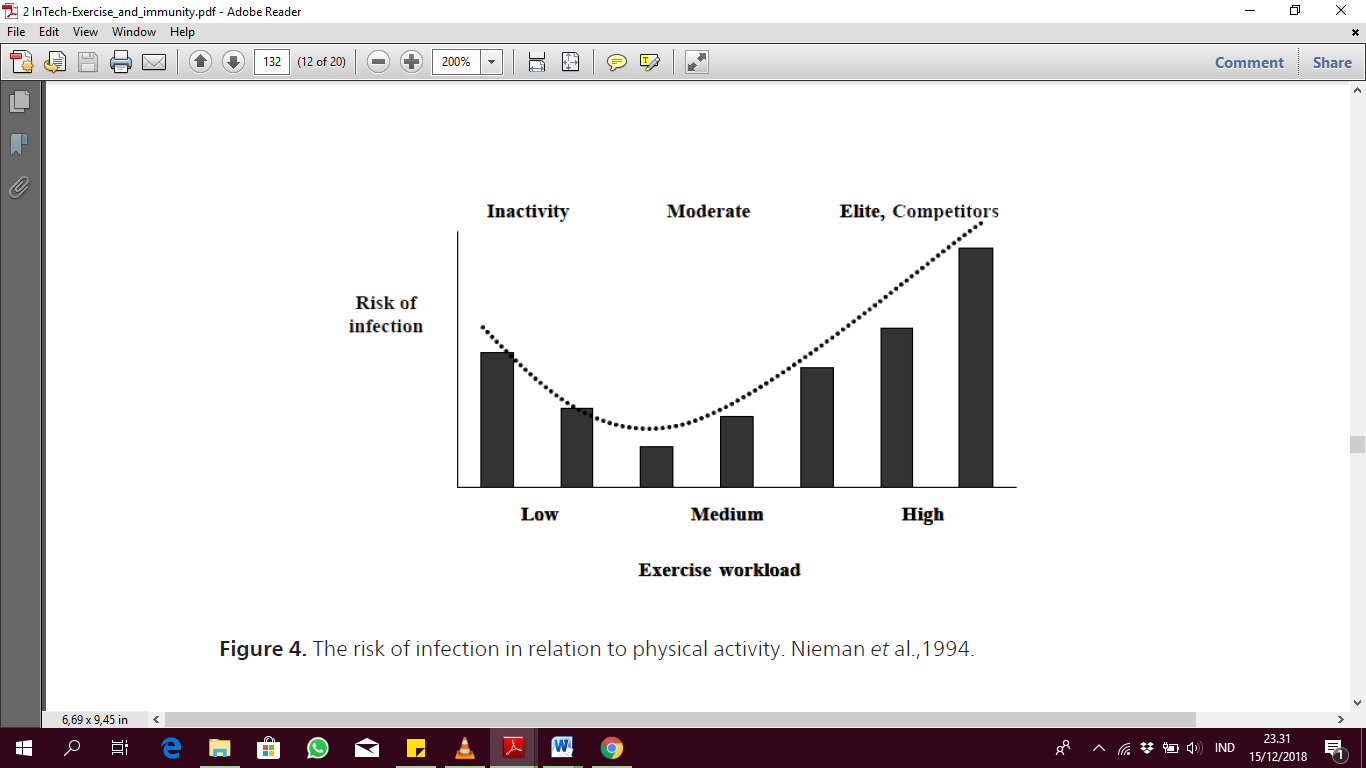 2 InTech-Exercise_and_immunity.pdf - Adobe Reader
File Edit View Window Help
132 (12 of 20) 200% Comment Share
Inactivity Moderate Elite, Competitors
Risk of
infection
Low Medium High
Exercise workload
Figure 4. The risk of infection in relation to physical activity. Nieman et al.,1994.
6,69 x 9,45 in
IND
23.31
15/12/2018
1